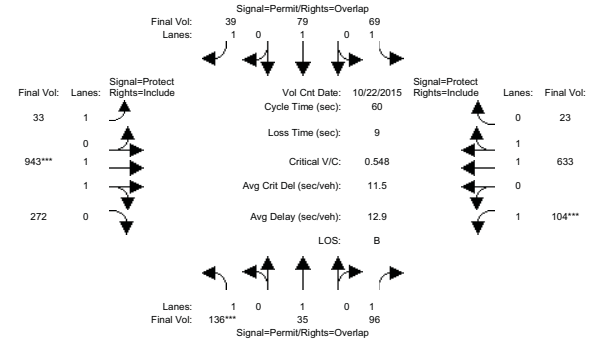 Signal=Permit/Rights=Overlap
Final Vol: 39 79 69
Lanes: 1 0 1 0 1
Signal=Protect Signal=Protect
Final Vol: Lanes: Rights=Include Vol Cnt Date: 10/22/2015 Rights=Include Lanes: Final Vol:
Cycle Time (sec): 60
33 1 0 23
Loss Time (sec): 9
0 1
943*** 1 Critical V/C: 0.548 1 633
1 Avg Crit Del (sec/veh): 11.5 0
272 0 Avg Delay (sec/veh): 12.9 1 104***
LOS: B
Lanes: 1 0 1 0 1
Final Vol: 136*** 35 96
Signal=Permit/Rights=Overlap